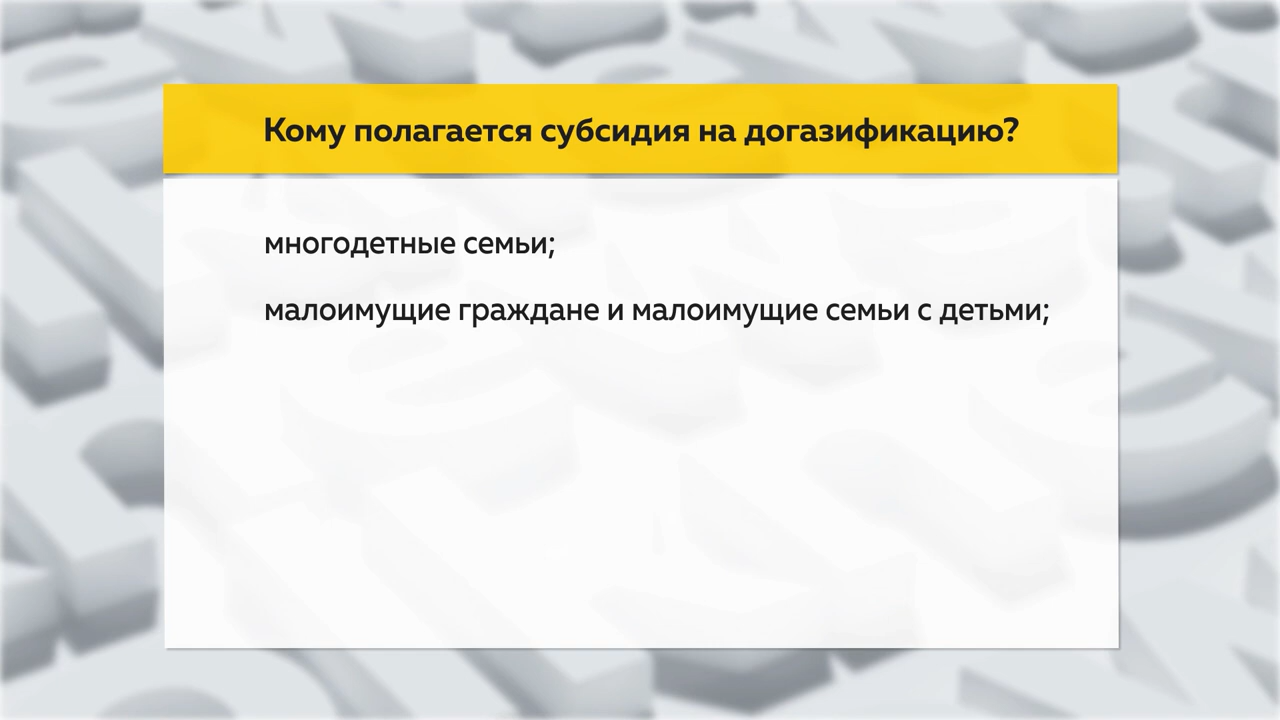 Кому полагается субсидия на догазификацию?
многодетные семьи;
малоимущие граждане и малоимущие семьи с детьми;